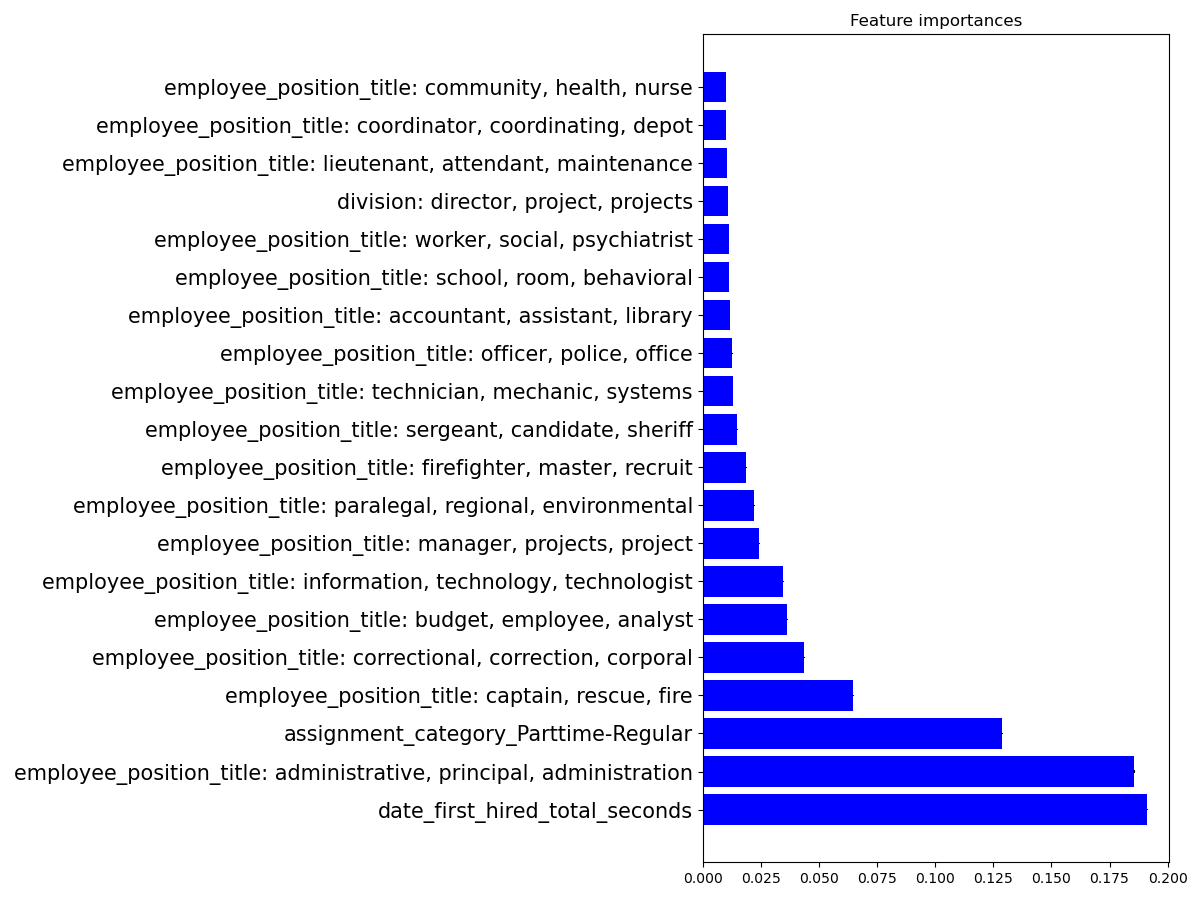 Feature importances
employee_position_title: community, health, nurse
employee_position_title: coordinator, coordinating, depot
employee_position_title: lieutenant, attendant, maintenance
division: director, project, projects
employee_position_title: worker, social, psychiatrist
employee_position_title: school, room, behavioral
employee_position_title: accountant, assistant, library
employee_position_title: officer, police, office
employee_position_title: technician, mechanic, systems
employee_position_title: sergeant, candidate, sheriff
employee_position_title: firefighter, master, recruit
employee_position_title: paralegal, regional, environmental
employee_position_title: manager, projects, project
employee_position_title: information, technology, technologist
employee_position_title: budget, employee, analyst
employee_position_title: correctional, correction, corporal
employee_position_title: captain, rescue, fire
assignment_category_Parttime-Regular
employee_position_title: administrative, principal, administration
date_first_hired_total_seconds
0.000 0.025 0.050 0.075 0.100 0.125 0.150 0.175 0.200